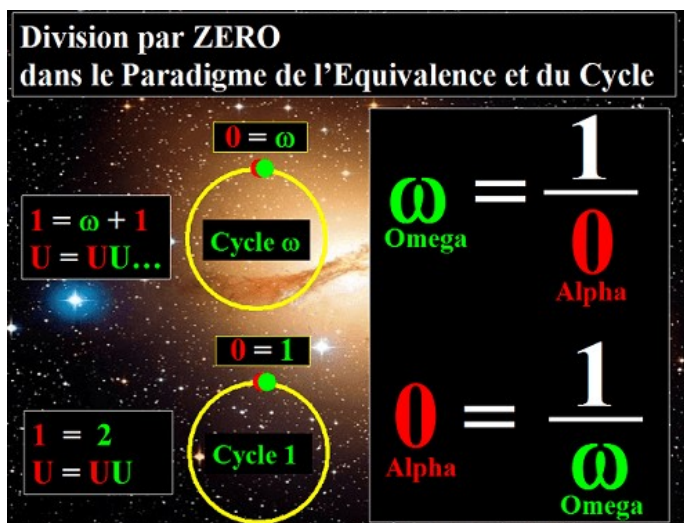 Division par ZERO
dans le Paradigme de l'Equivalence et du Cycle
0 = ω
1 = ω + 1
U = UU...
Cycle ω
0 = 1
1 = 2
U = UU
Cycle 1
ω = 1/0
Omega
Alpha
0 = 1/ω
Alpha
Omega